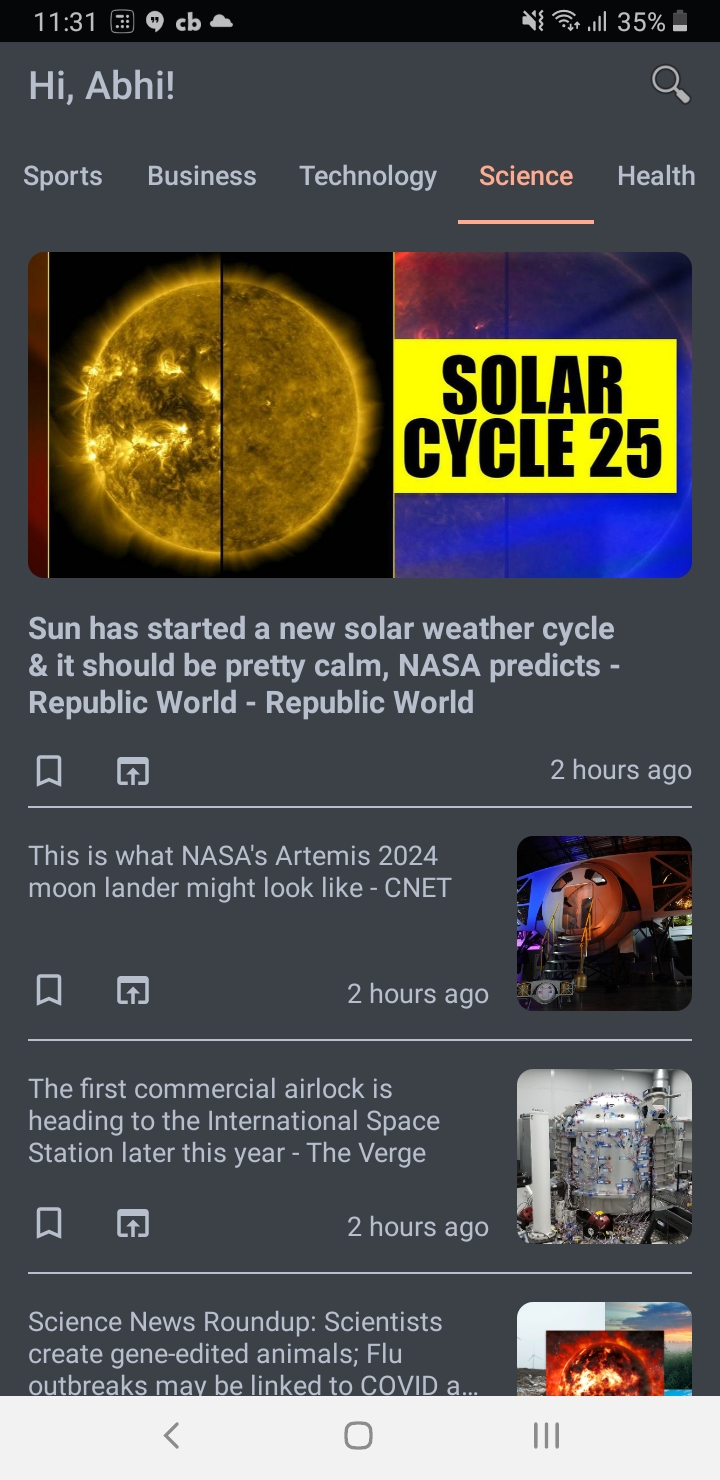 11:31 cb 35%
Hi, Abhi!
Sports Business Technology Science Health
SOLAR
CYCLE 25
Sun has started a new solar weather cycle
& it should be pretty calm, NASA predicts -
Republic World - Republic World
2 hours ago
This is what NASA's Artemis 2024
moon lander might look like - CNET
2 hours ago
The first commercial airlock is
heading to the International Space
Station later this year - The Verge
2 hours ago
Science News Roundup: Scientists
create gene-edited animals; Flu
outbreaks may be linked to COVID a...